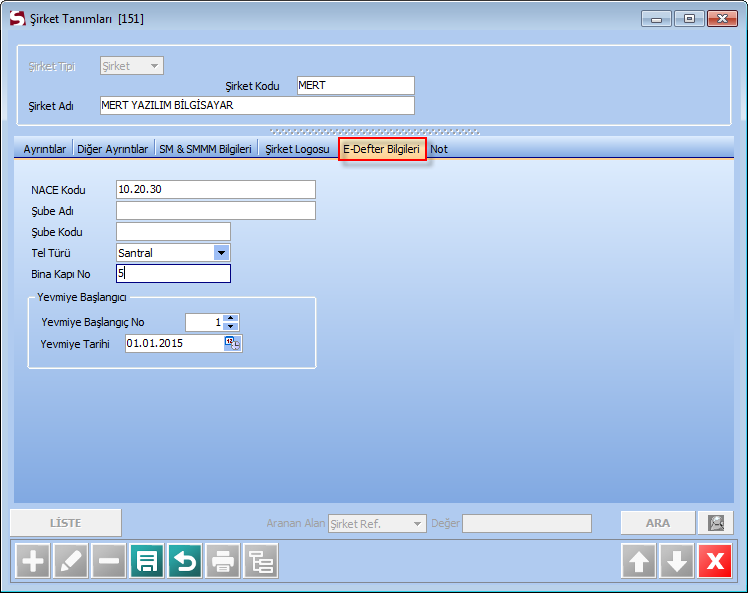 Şirket Tanımları [151]
Şirket Tipi Şirket
Şirket Kodu MERT
Şirket Adı MERT YAZILIM BİLGİSAYAR
Ayrıntılar Diğer Ayrıntılar SM & SMMM Bilgileri Şirket Logosu E-Defter Bilgileri Not
NACE Kodu 10.20.30
Şube Adı
Şube Kodu
Tel Türü Santral
Bina Kapı No 5
Yevmiye Başlangıcı
Yevmiye Başlangıç No 1
Yevmiye Tarihi 01.01.2015
LİSTE Aranan Alan Şirket Ref. Değer ARA